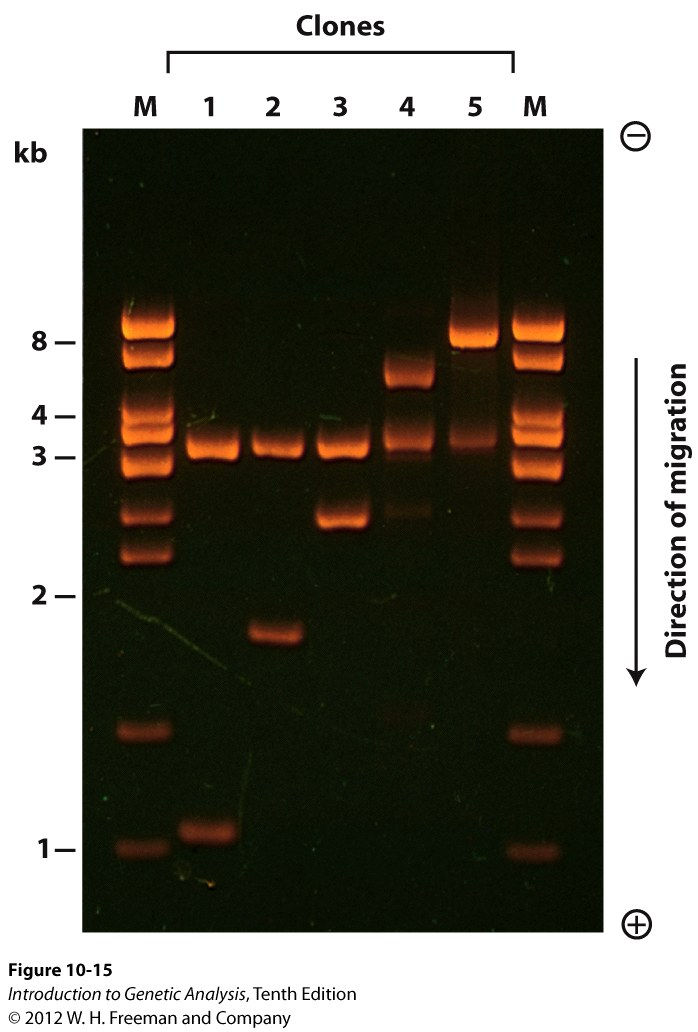 Clones
M 1 2 3 4 5 M
kb
−
8
4
3
2
1
Direction of migration
+
Figure 10-15
Introduction to Genetic Analysis, Tenth Edition
© 2012 W. H. Freeman and Company